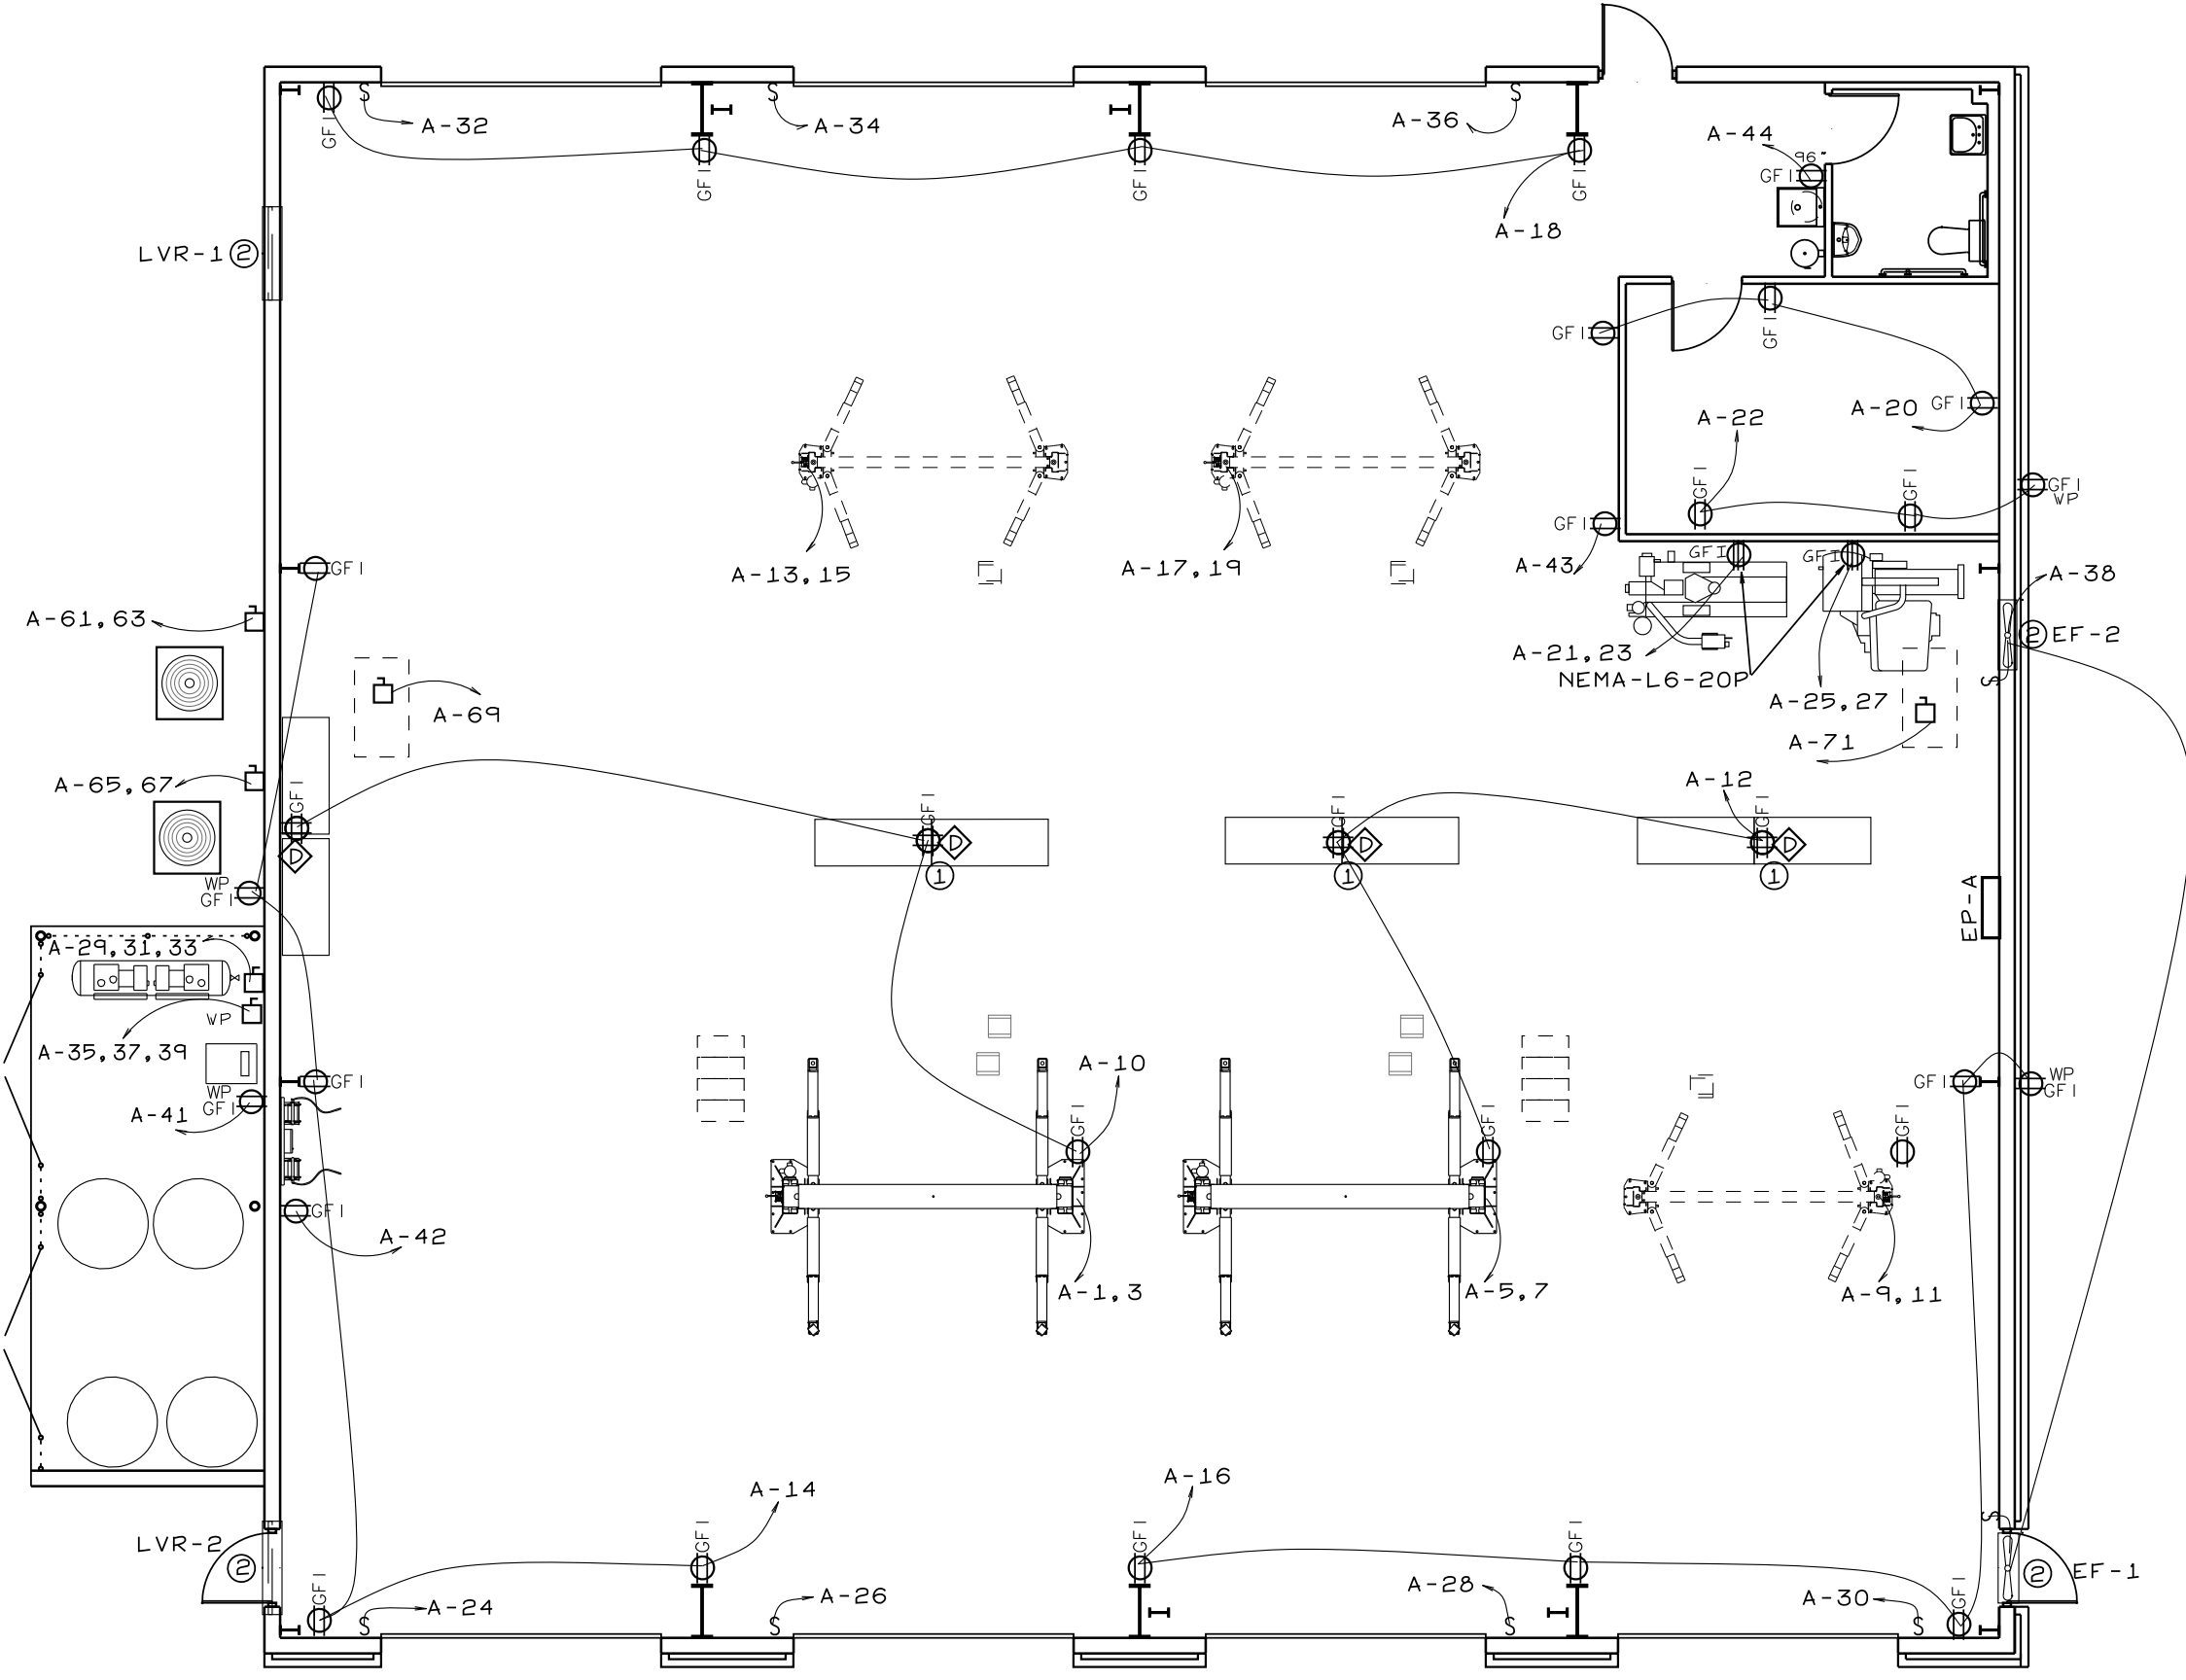 S
S
S
GFI
A-32
A-34
A-36
A-44
96"
GFI
GFI
GFI
GFI
A-18
LVR-1 2
GFI
GFI
A-22
A-20 GFI
GFI
GFI
GFI
WP
GFI
A-43
GFI
GFI
GFI
A-13,15
A-17,19
A-38
A-61,63
A-21,23
2 EF-2
NEMA-L6-20P
S
A-25,27
A-69
A-71
A-65,67
A-12
GFI
GFI
GFI
GFI
D
D
D
D
1
1
1
WP
GFI
EP-A
A-29,31,33
WP
A-35,37,39
A-10
GFI
WP
GFI
A-41
GFI
WP
GFI
GFI
GFI
GFI
GFI
A-42
A-1,3
A-5,7
A-9,11
A-14
A-16
LVR-2
2
GFI
GFI
GFI
S
2
EF-1
GFI
A-24
A-26
A-28
A-30
GFI
S
S
S
S